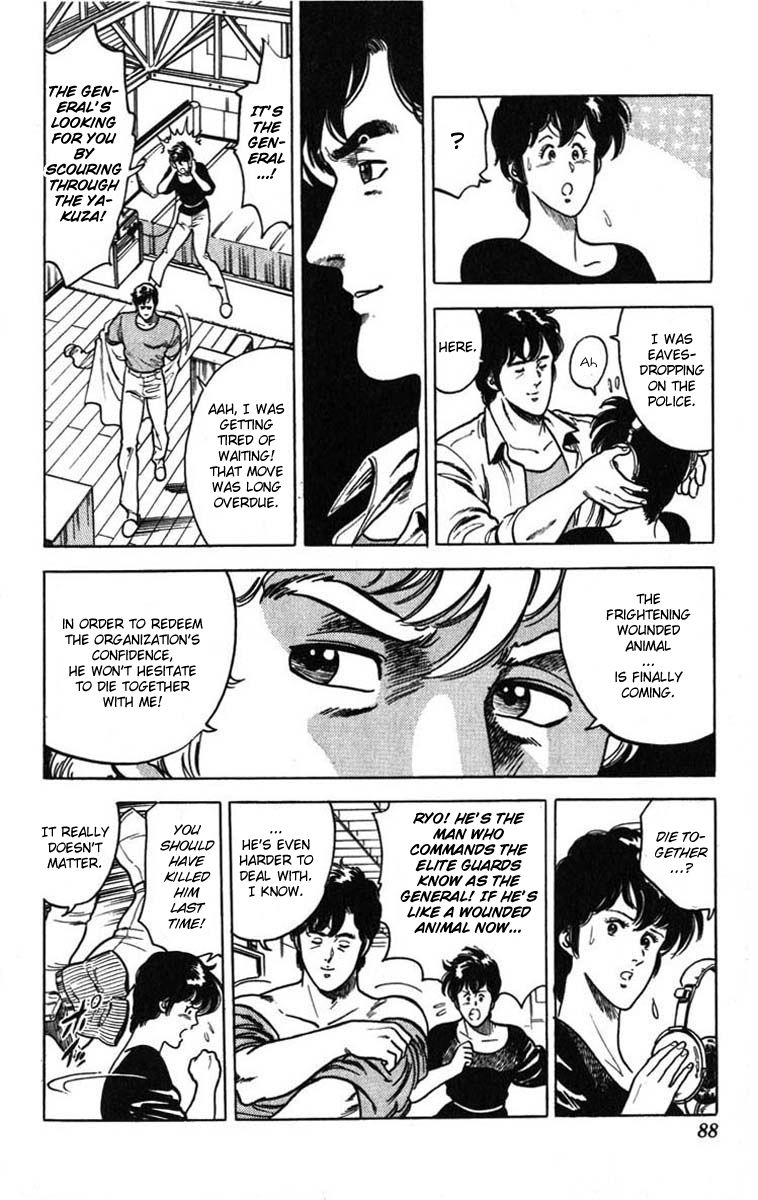 ?
I WAS
EAVES-
DROPPING
ON THE
POLICE.
Ah
HERE.
IT'S
THE
GEN-
ERAL
...!
THE GEN-
ERAL'S
LOOKING
FOR YOU
BY
SCOURING
THROUGH
THE YA-
KUZA!
AAH, I WAS
GETTING
TIRED OF
WAITING!
THAT MOVE
WAS LONG
OVERDUE.
THE
FRIGHTENING
WOUNDED
ANIMAL
...
IS FINALLY
COMING.
IN ORDER TO REDEEM
THE ORGANIZATION'S
CONFIDENCE,
HE WON'T HESITATE
TO DIE TOGETHER
WITH ME!
DIE TO-
GETHER
...?
RYO! HE'S THE
MAN WHO
COMMANDS THE
ELITE GUARDS
KNOW AS THE
GENERAL! IF HE'S
LIKE A WOUNDED
ANIMAL NOW...
...
HE'S EVEN
HARDER TO
DEAL WITH.
I KNOW.
YOU
SHOULD
HAVE
KILLED
HIM
LAST
TIME!
IT REALLY
DOESN'T
MATTER.
88